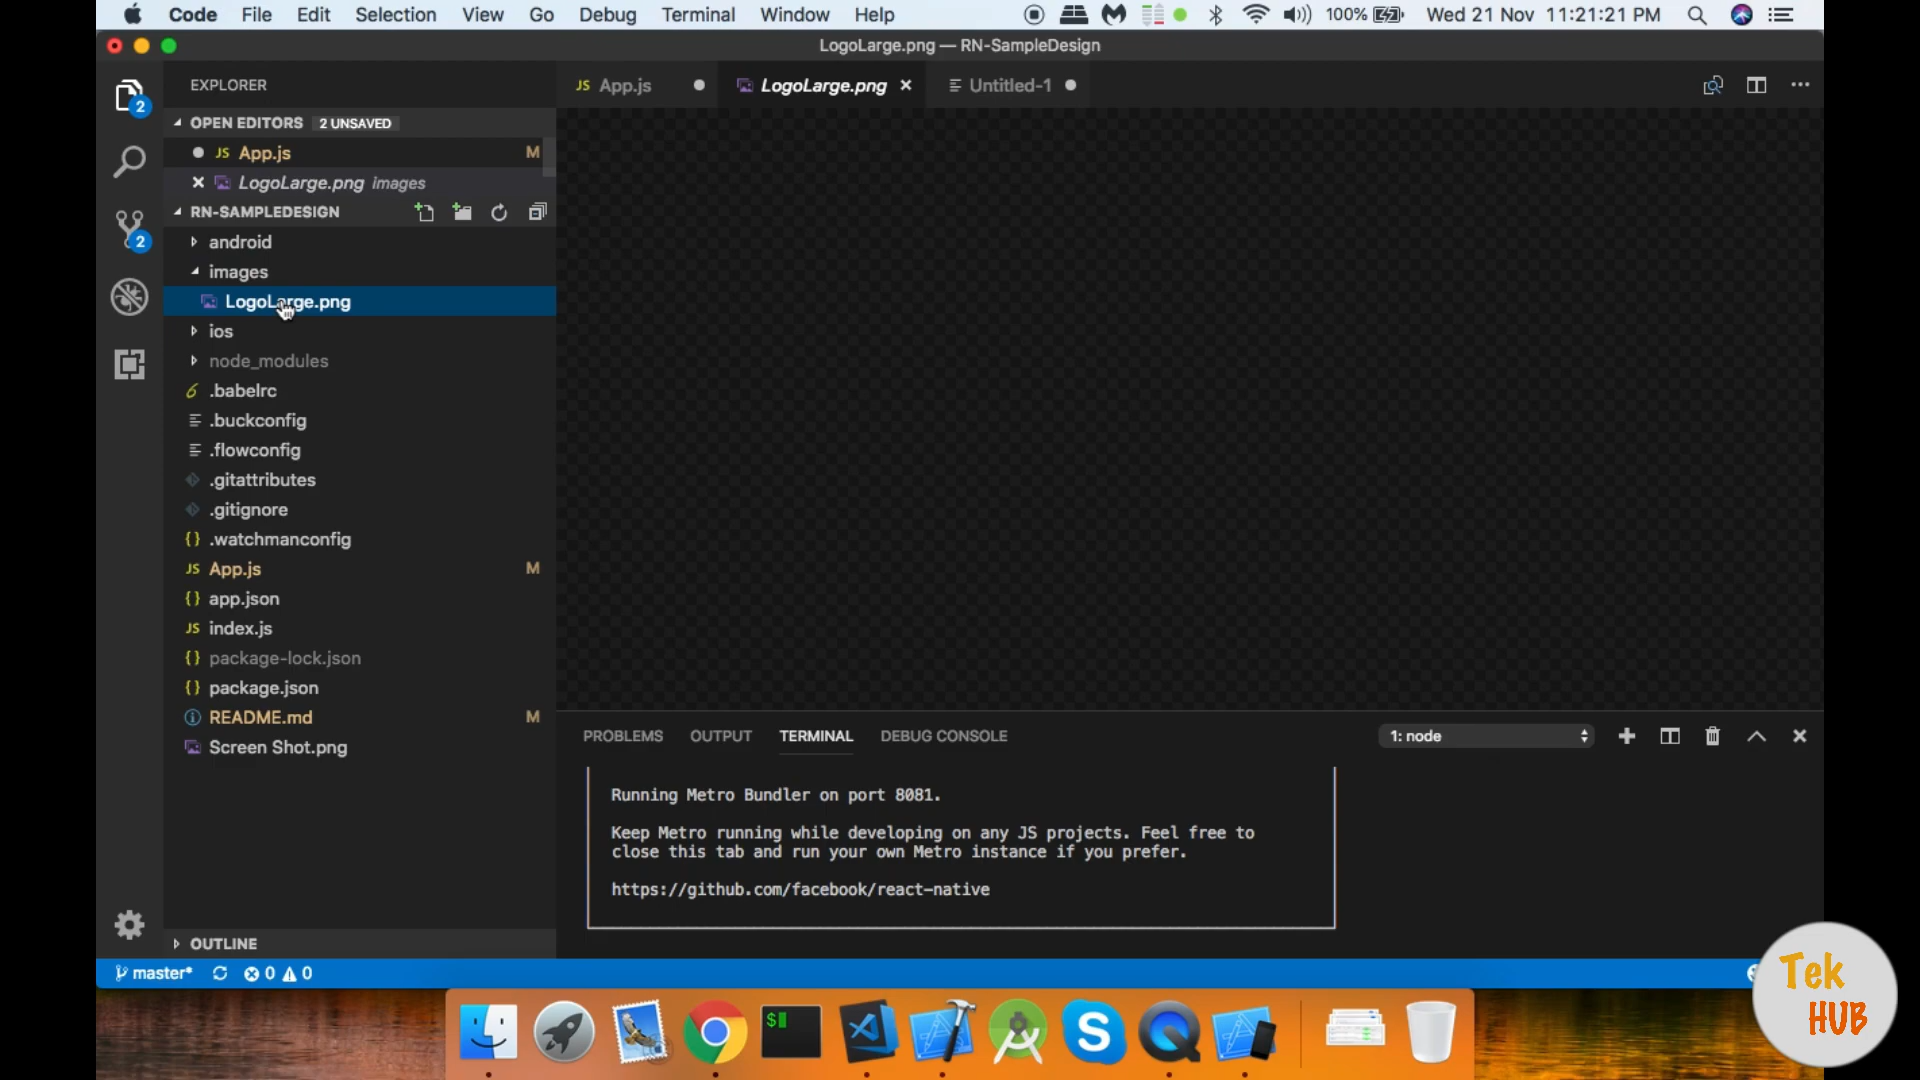 Code File Edit Selection View Go Debug Terminal Window Help 100% Wed 21 Nov 11:21:21 PM
LogoLarge.png — RN-SampleDesign
EXPLORER
JS App.js LogoLarge.png Untitled-1
2
OPEN EDITORS 2 UNSAVED
JS App.js M
LogoLarge.png images
RN-SAMPLEDESIGN
2
android
images
LogoLarge.png
ios
node_modules
.babelrc
.buckconfig
.flowconfig
.gitattributes
.gitignore
{} .watchmanconfig
JS App.js M
{} app.json
JS index.js
{} package-lock.json
{} package.json
README.md M
Screen Shot.png
OUTLINE
PROBLEMS OUTPUT TERMINAL DEBUG CONSOLE 1: node
Running Metro Bundler on port 8081.
Keep Metro running while developing on any JS projects. Feel free to
close this tab and run your own Metro instance if you prefer.
https://github.com/facebook/react-native
master* 0 0
Tek
HUB